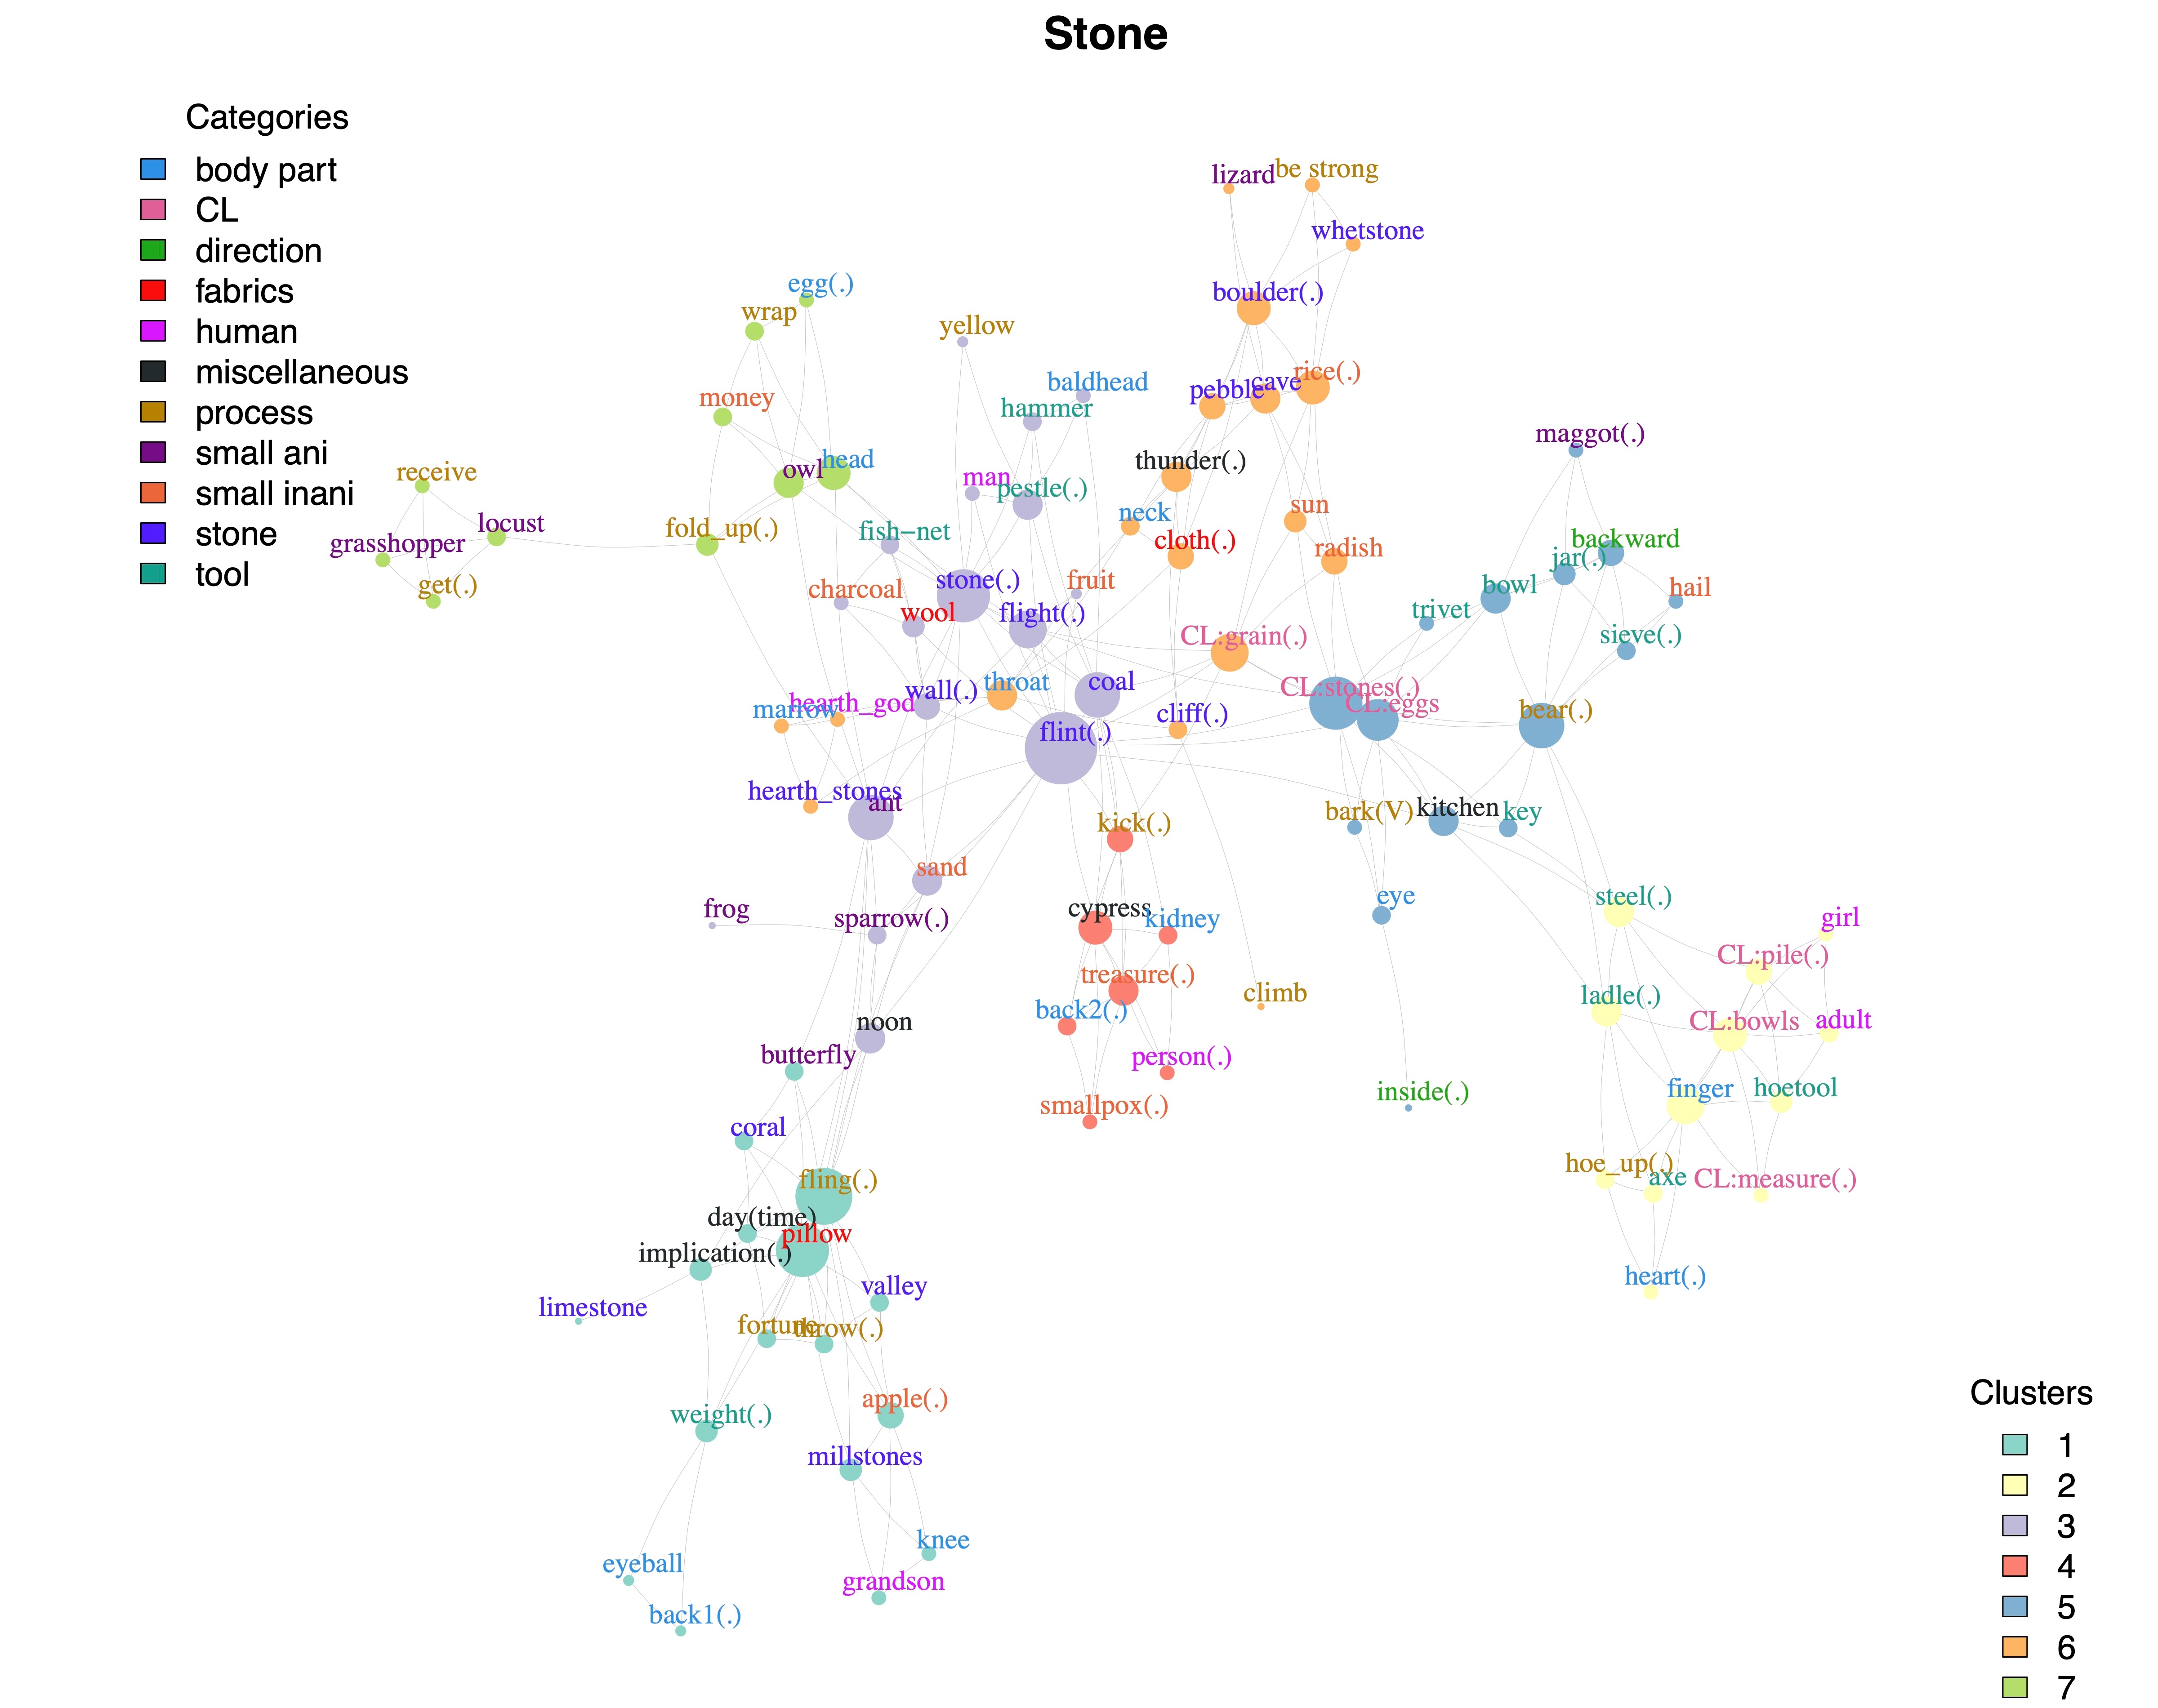 Stone
Categories
body part
CL
direction
fabrics
human
miscellaneous
process
small ani
small inani
stone
tool
lizard
be strong
whetstone
boulder(.)
egg(.)
wrap
yellow
baldhead
hammer
pebble
cave
rice(.)
money
owl
head
man
pestle(.)
thunder(.)
maggot(.)
receive
locust
grasshopper
get(.)
fold_up(.)
fish−net
neck
cloth(.)
sun
radish
backward
jar(.)
bowl
hail
trivet
sieve(.)
charcoal
wool
stone(.)
flight(.)
fruit
CL:grain(.)
marrow
hearth_god
wall(.)
throat
coal
cliff(.)
CL:stones(.)
CL:eggs
bear(.)
flint(.)
hearth_stones
ant
kick(.)
bark(V)
kitchen
key
sand
frog
sparrow(.)
cypress
kidney
eye
steel(.)
girl
treasure(.)
back2(.)
climb
CL:pile(.)
ladle(.)
CL:bowls
adult
noon
butterfly
person(.)
smallpox(.)
inside(.)
finger
hoetool
coral
fling(.)
hoe_up(.)
axe
CL:measure(.)
day(time)
pillow
implication(.)
heart(.)
limestone
valley
fortune
throw(.)
weight(.)
apple(.)
millstones
knee
eyeball
grandson
back1(.)
Clusters
1
2
3
4
5
6
7